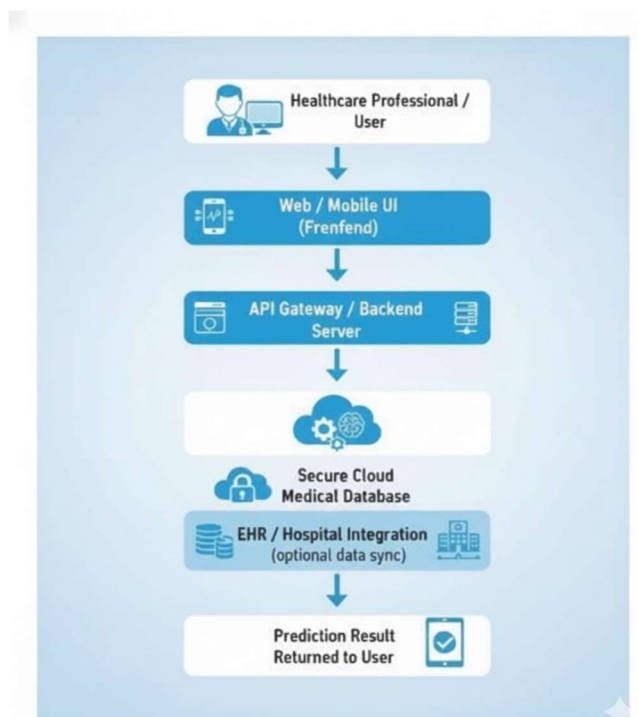 Healthcare Professional /
User
Web / Mobile UI
(Frenfend)
API Gateway / Backend
Server
Secure Cloud
Medical Database
EHR / Hospital Integration
(optional data sync)
Prediction Result
Returned to User